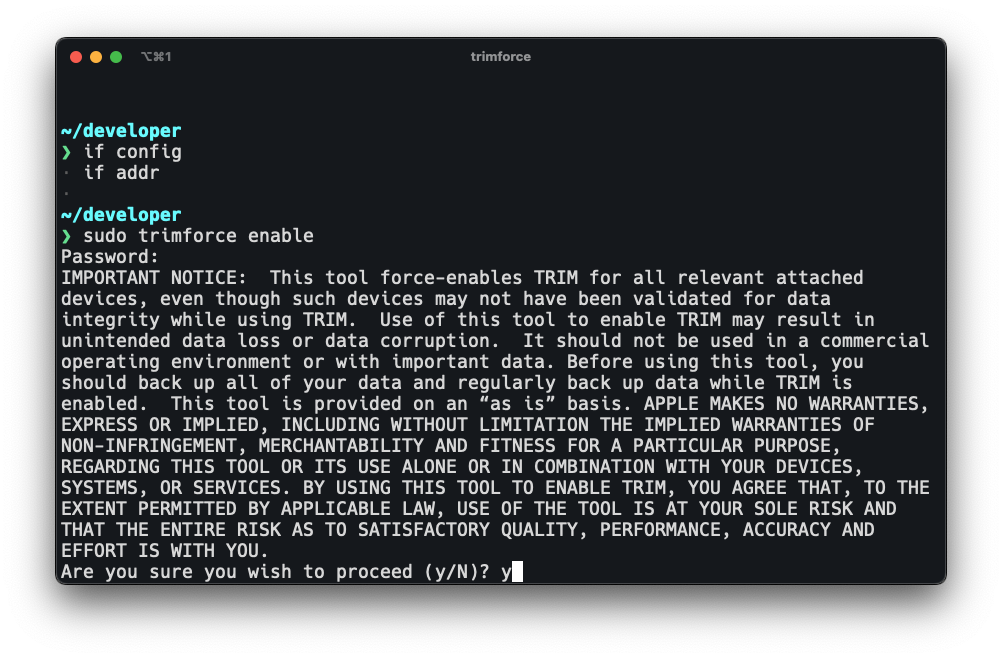 ⌥⌘1
trimforce
~/developer
❯ if config
· if addr
·
~/developer
❯ sudo trimforce enable
Password:
IMPORTANT NOTICE:  This tool force-enables TRIM for all relevant attached
devices, even though such devices may not have been validated for data
integrity while using TRIM.  Use of this tool to enable TRIM may result in
unintended data loss or data corruption.  It should not be used in a commercial
operating environment or with important data. Before using this tool, you
should back up all of your data and regularly back up data while TRIM is
enabled.  This tool is provided on an “as is” basis. APPLE MAKES NO WARRANTIES,
EXPRESS OR IMPLIED, INCLUDING WITHOUT LIMITATION THE IMPLIED WARRANTIES OF
NON-INFRINGEMENT, MERCHANTABILITY AND FITNESS FOR A PARTICULAR PURPOSE,
REGARDING THIS TOOL OR ITS USE ALONE OR IN COMBINATION WITH YOUR DEVICES,
SYSTEMS, OR SERVICES. BY USING THIS TOOL TO ENABLE TRIM, YOU AGREE THAT, TO THE
EXTENT PERMITTED BY APPLICABLE LAW, USE OF THE TOOL IS AT YOUR SOLE RISK AND
THAT THE ENTIRE RISK AS TO SATISFACTORY QUALITY, PERFORMANCE, ACCURACY AND
EFFORT IS WITH YOU.
Are you sure you wish to proceed (y/N)? y